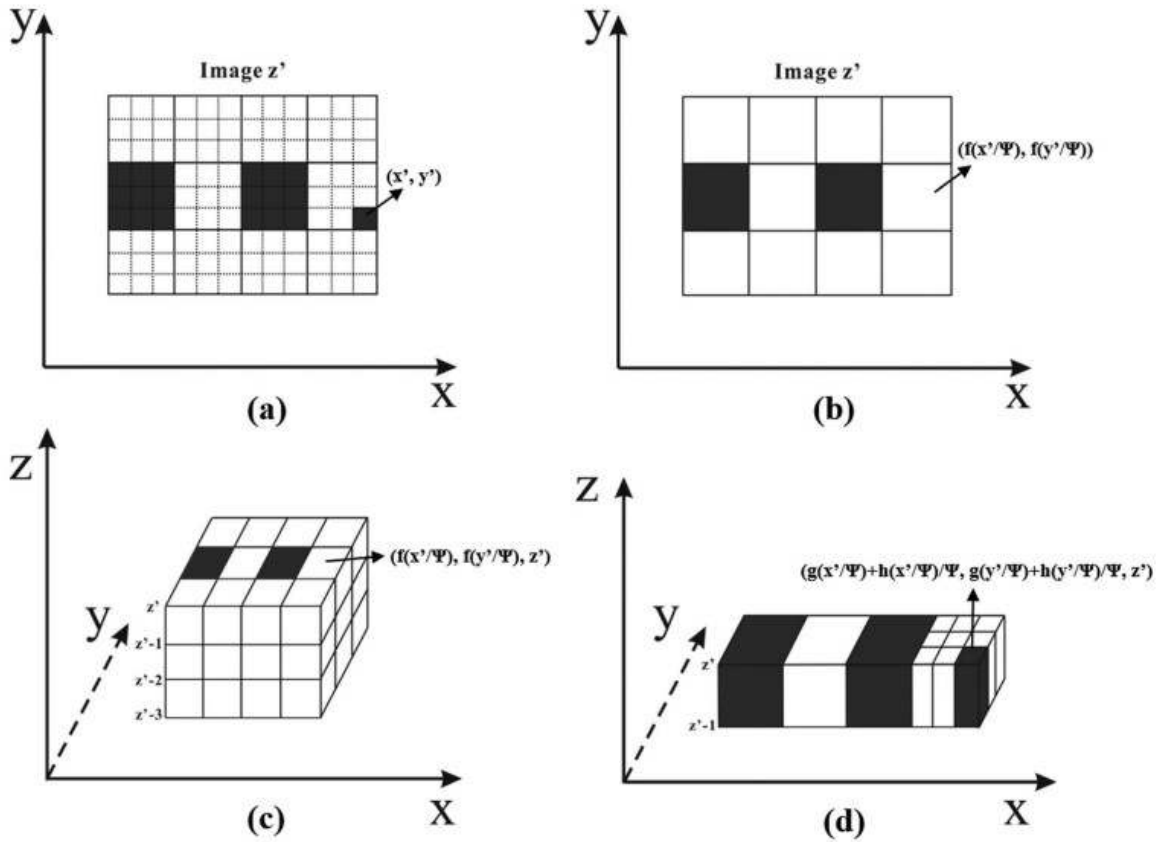 y
Image z’
(x’, y’)
x
(a)
y
Image z’
(f(x’/Ψ), f(y’/Ψ))
x
(b)
z
(f(x’/Ψ), f(y’/Ψ), z’)
y
z’
z’-1
z’-2
z’-3
x
(c)
z
(g(x’/Ψ)+h(x’/Ψ)/Ψ, g(y’/Ψ)+h(y’/Ψ)/Ψ, z’)
y
z’
z’-1
x
(d)